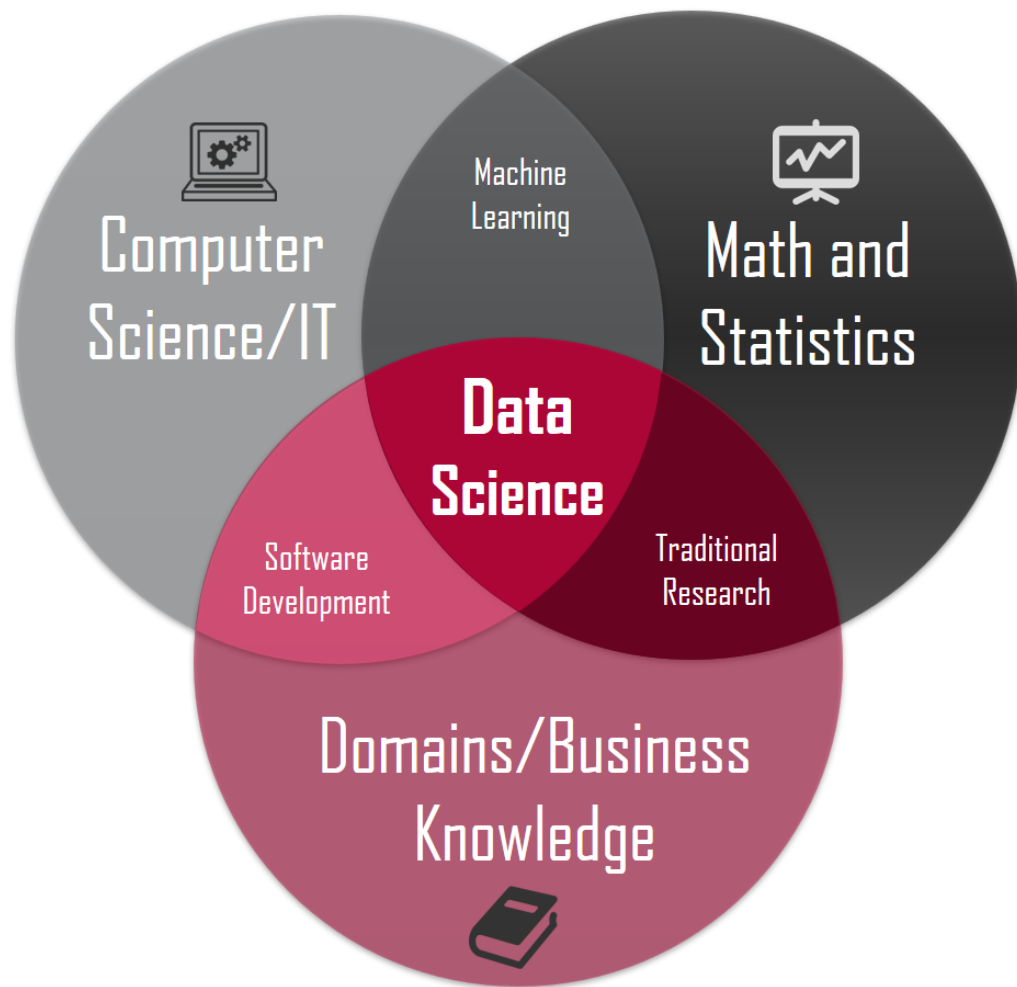 Machine
Learning
Computer
Science/IT
Math and
Statistics
Data
Science
Software
Development
Traditional
Research
Domains/Business
Knowledge